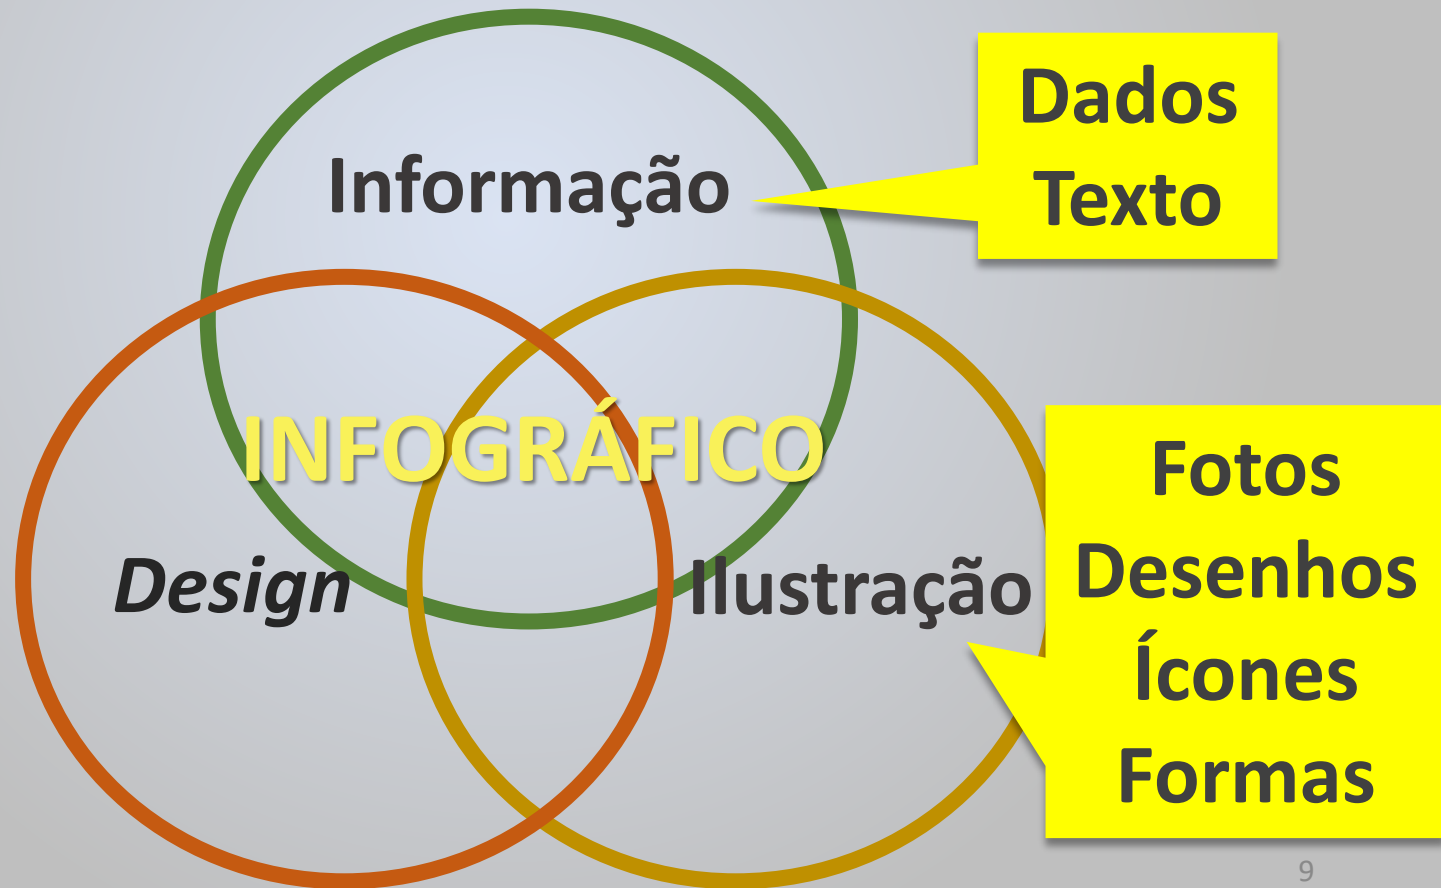 Informação
Dados
Texto
INFOGRÁFICO
Design
Ilustração
Fotos
Desenhos
Ícones
Formas
9